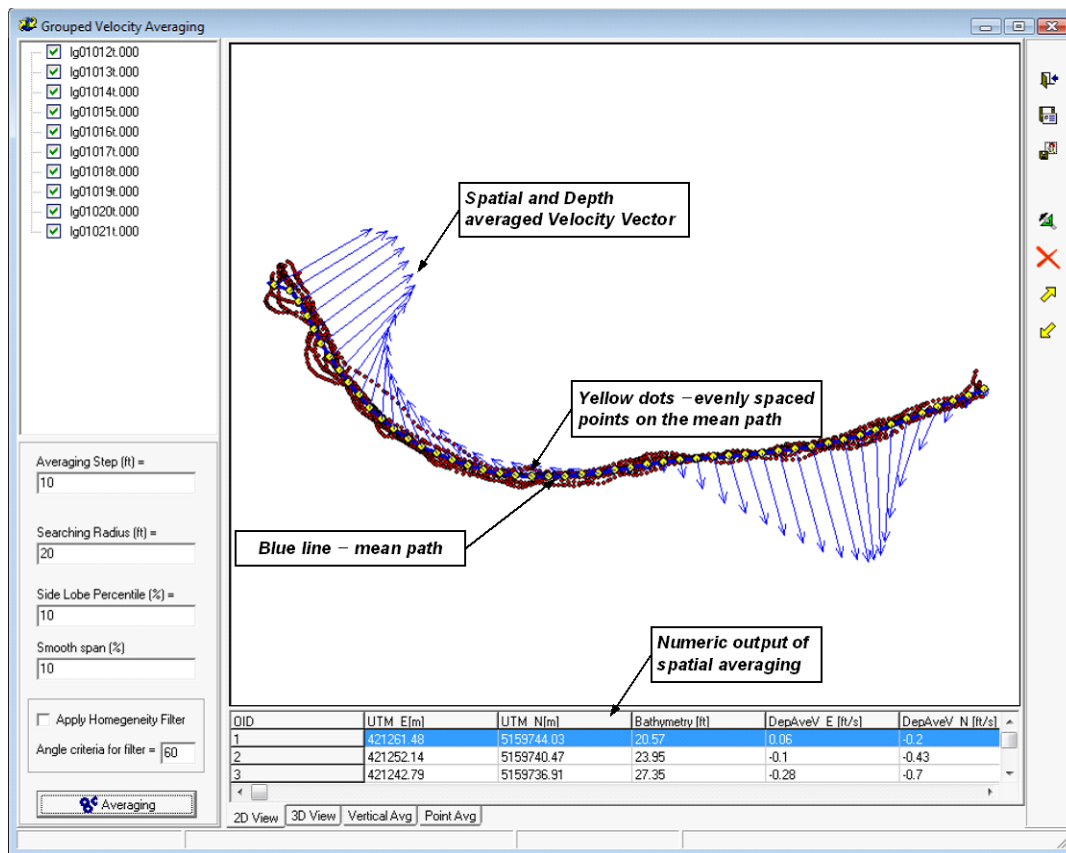 Grouped Velocity Averaging
lg01012t.000
lg01013t.000
lg01014t.000
lg01015t.000
lg01016t.000
lg01017t.000
lg01018t.000
lg01019t.000
lg01020t.000
lg01021t.000
Spatial and Depth
averaged Velocity Vector
Yellow dots – evenly spaced
points on the mean path
Blue line – mean path
Numeric output of
spatial averaging
Averaging Step (ft) =
10
Searching Radius (ft) =
20
Side Lobe Percentile (%) =
10
Smooth span (%)
10
Apply Homegeneity Filter
Angle criteria for filter = 60
Averaging
OID UTM_E[m] UTM_N[m] Bathymetry [ft] DepAveV_E [ft/s] DepAveV_N [ft/s]
1 421261.48 5159744.03 20.57 0.06 -0.2
2 421252.14 5159740.47 23.95 -0.1 -0.43
3 421242.79 5159736.91 27.35 -0.28 -0.7
2D View 3D View Vertical Avg Point Avg